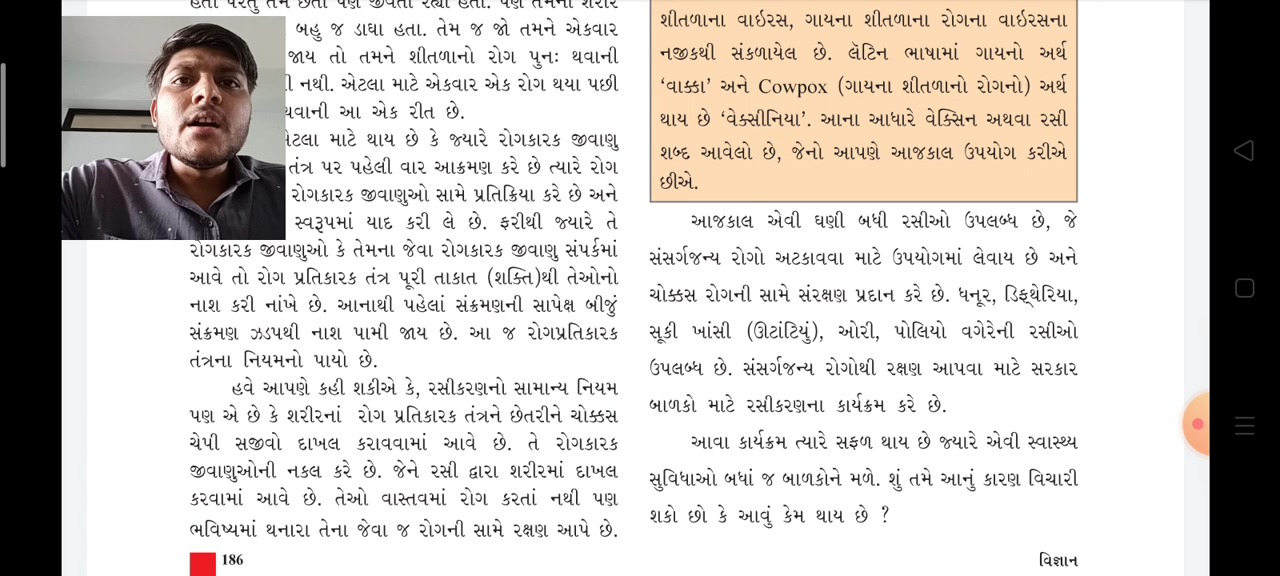 બહુ જ ડાઘા હતા. તેમ જ જો તમને એકવાર
જાય તો તમને શીતળાનો રોગ પુનઃ થવાની
નથી. એટલા માટે એકવાર એક રોગ થયા પછી
આ એક રીત છે.
માટે થાય છે કે જ્યારે રોગકારક જીવાણુ
તંત્ર પર પહેલી વાર આક્રમણ કરે છે ત્યારે રોગ
રોગકારક જીવાણુઓ સામે પ્રતિક્રિયા કરે છે અને
સ્વરૂપમાં યાદ કરી લે છે. ફરીથી જ્યારે તે
રોગકારક જીવાણુઓ કે તેમના જેવા રોગકારક જીવાણુ સંપર્કમાં
આવે તો રોગ પ્રતિકારક તંત્ર પૂરી તાકાત (શક્તિ)થી તેઓનો
નાશ કરી નાંખે છે. આનાથી પહેલાં સંક્રમણની સાપેક્ષ બીજું
સંક્રમણ ઝડપથી નાશ પામી જાય છે. આ જ રોગપ્રતિકારક
તંત્રના નિયમનો પાયો છે.
હવે આપણે કહી શકીએ કે, રસીકરણનો સામાન્ય નિયમ
પણ એ છે કે શરીરનાં રોગ પ્રતિકારક તંત્રને છેતરીને ચોક્કસ
ચેપી સજીવો દાખલ કરાવવામાં આવે છે. તે રોગકારક
જીવાણુઓની નકલ કરે છે. જેને રસી દ્વારા શરીરમાં દાખલ
કરવામાં આવે છે. તેઓ વાસ્તવમાં રોગ કરતાં નથી પણ
ભવિષ્યમાં થનારા તેના જેવા જ રોગની સામે રક્ષણ આપે છે.
શીતળાના વાઇરસ, ગાયના શીતળાના રોગના વાઇરસના
નજીકથી સંકળાયેલ છે. લૅટિન ભાષામાં ગાયનો અર્થ
‘વાક્કા’ અને Cowpox (ગાયના શીતળાનો રોગનો) અર્થ
થાય છે ‘વેક્સીનિયા’. આના આધારે વેક્સિન અથવા રસી
શબ્દ આવેલો છે, જેનો આપણે આજકાલ ઉપયોગ કરીએ
છીએ.
આજકાલ એવી ઘણી બધી રસીઓ ઉપલબ્ધ છે, જે
સંસર્ગજન્ય રોગો અટકાવવા માટે ઉપયોગમાં લેવાય છે અને
ચોક્કસ રોગની સામે સંરક્ષણ પ્રદાન કરે છે. ધનૂર, ડિફ્થેરિયા,
સૂકી ખાંસી (ઊટાંટિયું), ઓરી, પોલિયો વગેરેની રસીઓ
ઉપલબ્ધ છે. સંસર્ગજન્ય રોગોથી રક્ષણ આપવા માટે સરકાર
બાળકો માટે રસીકરણના કાર્યક્રમ કરે છે.
આવા કાર્યક્રમ ત્યારે સફળ થાય છે જ્યારે એવી સ્વાસ્થ્ય
સુવિધાઓ બધાં જ બાળકોને મળે. શું તમે આનું કારણ વિચારી
શકો છો કે આવું કેમ થાય છે ?
186
વિજ્ઞાન